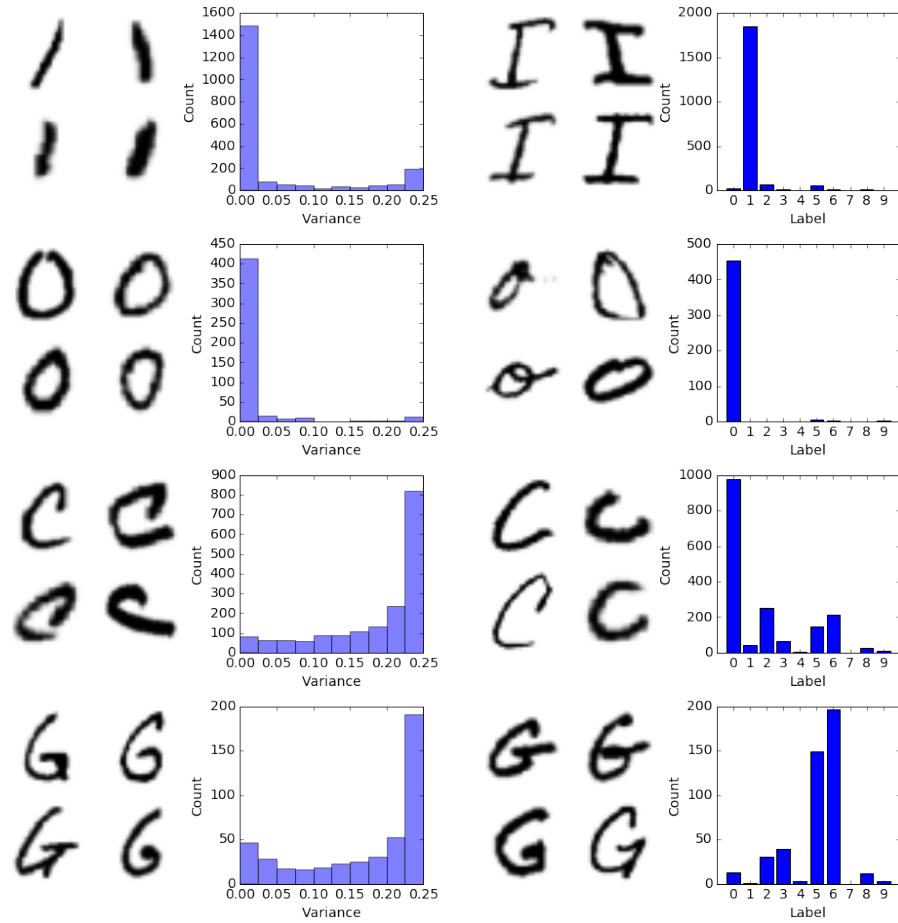 I I
I I
1600
1400
1200
1000
800
600
400
200
0
Count
0.00 0.05 0.10 0.15 0.20 0.25
Variance
I I
I I
2000
1500
1000
500
0
Count
0 1 2 3 4 5 6 7 8 9
Label
O O
O O
450
400
350
300
250
200
150
100
50
0
Count
0.00 0.05 0.10 0.15 0.20 0.25
Variance
O O
O O
500
400
300
200
100
0
Count
0 1 2 3 4 5 6 7 8 9
Label
C C
C C
900
800
700
600
500
400
300
200
100
0
Count
0.00 0.05 0.10 0.15 0.20 0.25
Variance
C C
C C
1000
800
600
400
200
0
Count
0 1 2 3 4 5 6 7 8 9
Label
G G
G G
200
150
100
50
0
Count
0.00 0.05 0.10 0.15 0.20 0.25
Variance
G G
G G
200
150
100
50
0
Count
0 1 2 3 4 5 6 7 8 9
Label